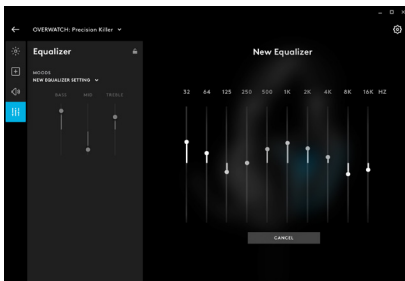 OVERWATCH: Precision Killer
Equalizer
New Equalizer
MOODS
NEW EQUALIZER SETTING
BASS MID TREBLE
32 64 125 250 500 1K 2K 4K 8K 16K HZ
CANCEL